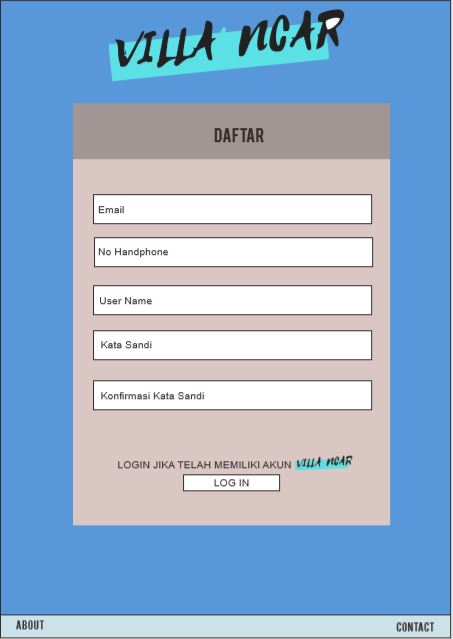 VILLA NCAR
DAFTAR
Email
No Handphone
User Name
Kata Sandi
Konfirmasi Kata Sandi
LOGIN JIKA TELAH MEMILIKI AKUN VILLA NCAR
LOG IN
ABOUT CONTACT